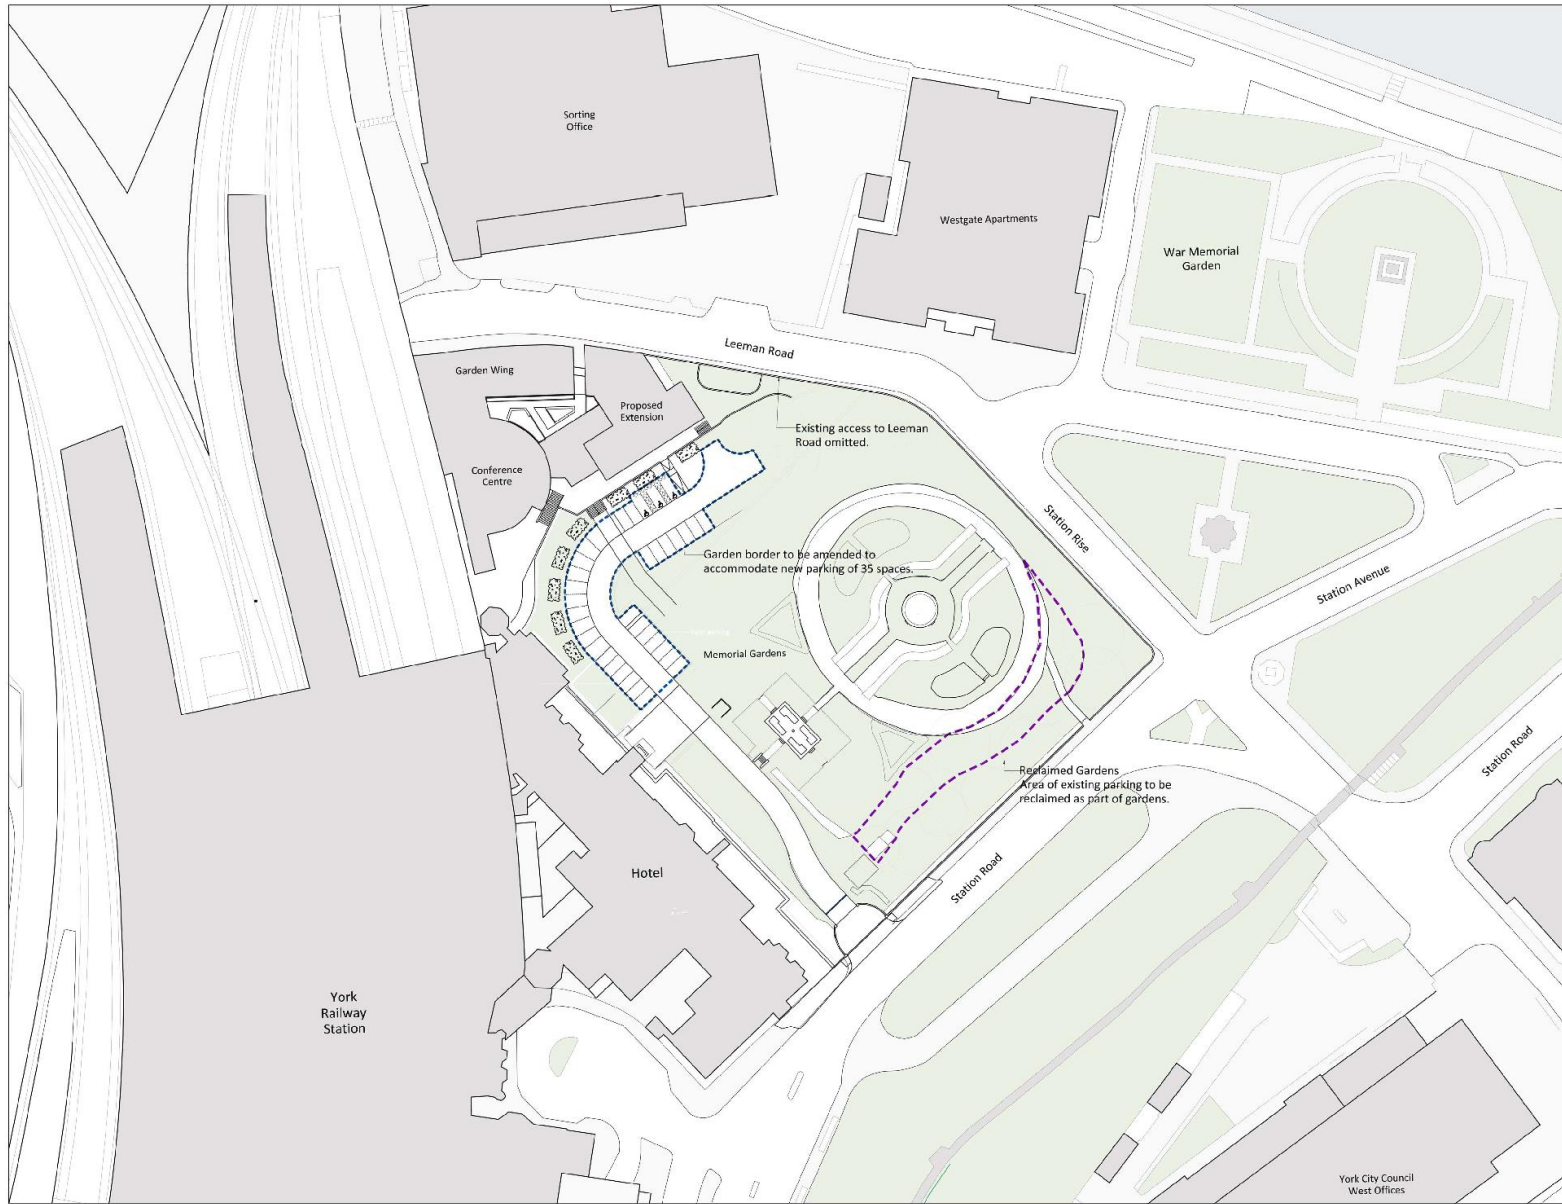 Sorting
Office
Westgate Apartments
War Memorial
Garden
Leeman Road
Garden Wing
Proposed
Extension
Existing access to Leeman
Road omitted.
Conference
Centre
Station Rise
Garden border to be amended to
accommodate new parking of 35 spaces.
Station Avenue
Memorial Gardens
Station Road
Reclaimed Gardens
Area of existing parking to be
reclaimed as part of gardens.
Hotel
Station Road
York
Railway
Station
York City Council
West Offices